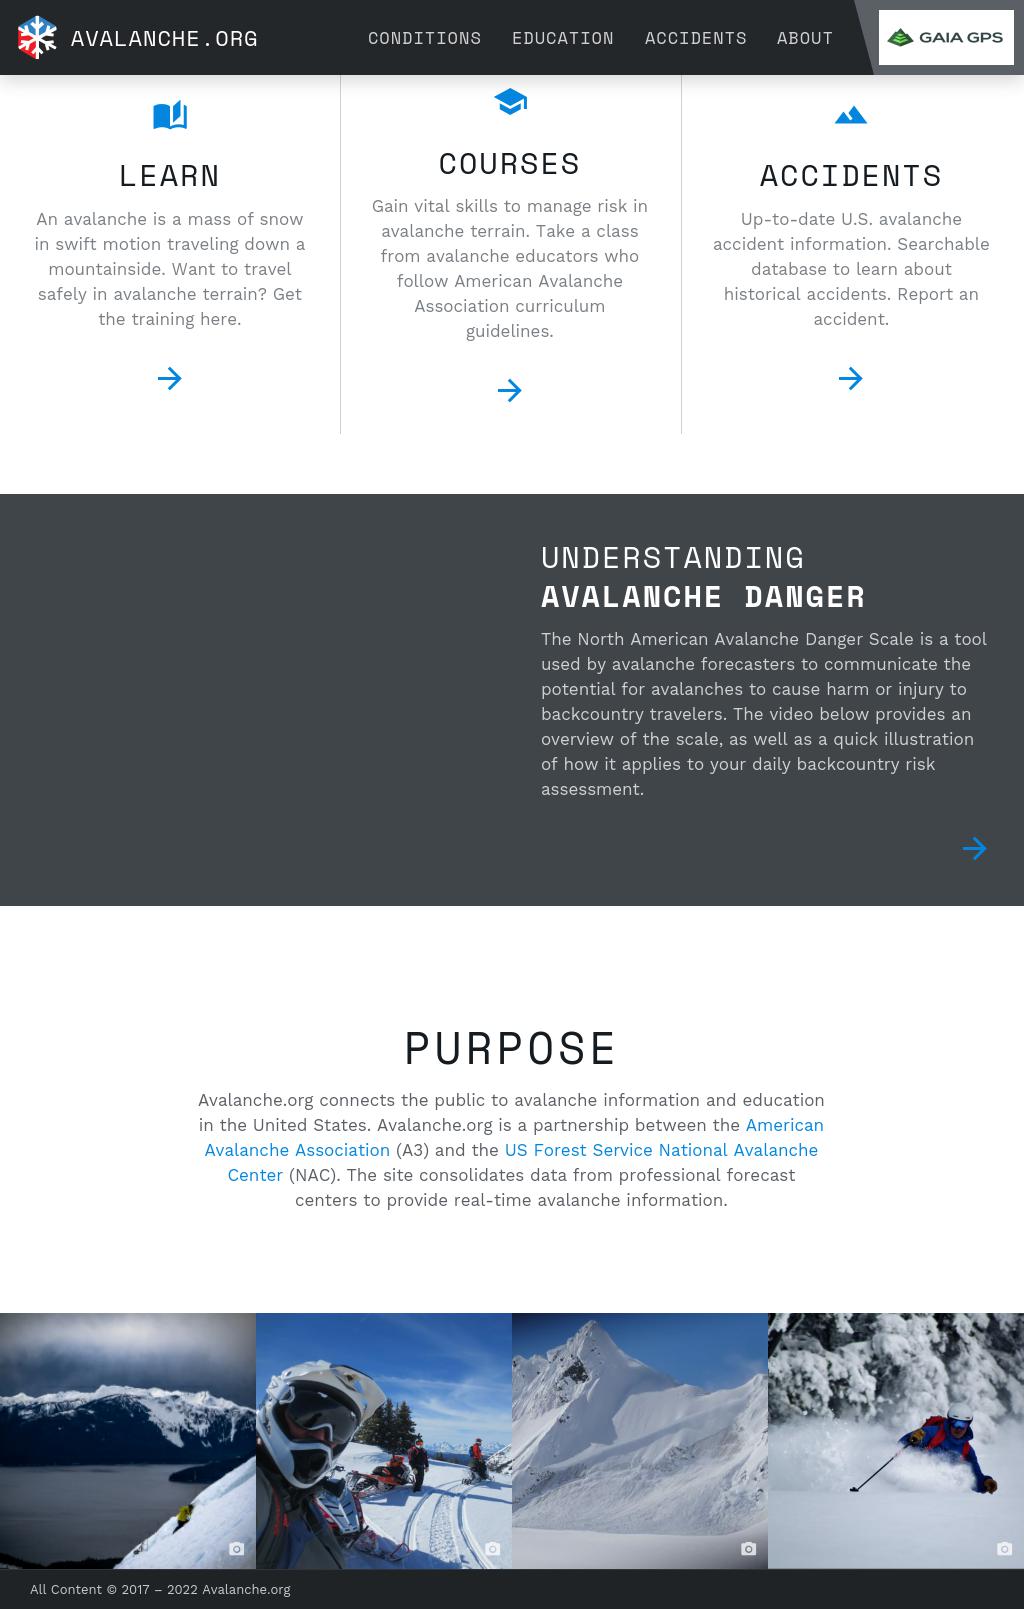 AVALANCHE.ORG
CONDITIONS
EDUCATION
ACCIDENTS
ABOUT
GAIA GPS
LEARN
An avalanche is a mass of snow
in swift motion traveling down a
mountainside. Want to travel
safely in avalanche terrain? Get
the training here.
COURSES
Gain vital skills to manage risk in
avalanche terrain. Take a class
from avalanche educators who
follow American Avalanche
Association curriculum
guidelines.
ACCIDENTS
Up-to-date U.S. avalanche
accident information. Searchable
database to learn about
historical accidents. Report an
accident.
UNDERSTANDING
AVALANCHE DANGER
The North American Avalanche Danger Scale is a tool
used by avalanche forecasters to communicate the
potential for avalanches to cause harm or injury to
backcountry travelers. The video below provides an
overview of the scale, as well as a quick illustration
of how it applies to your daily backcountry risk
assessment.
PURPOSE
Avalanche.org connects the public to avalanche information and education
in the United States. Avalanche.org is a partnership between the American
Avalanche Association (A3) and the US Forest Service National Avalanche
Center (NAC). The site consolidates data from professional forecast
centers to provide real-time avalanche information.
All Content © 2017 – 2022 Avalanche.org